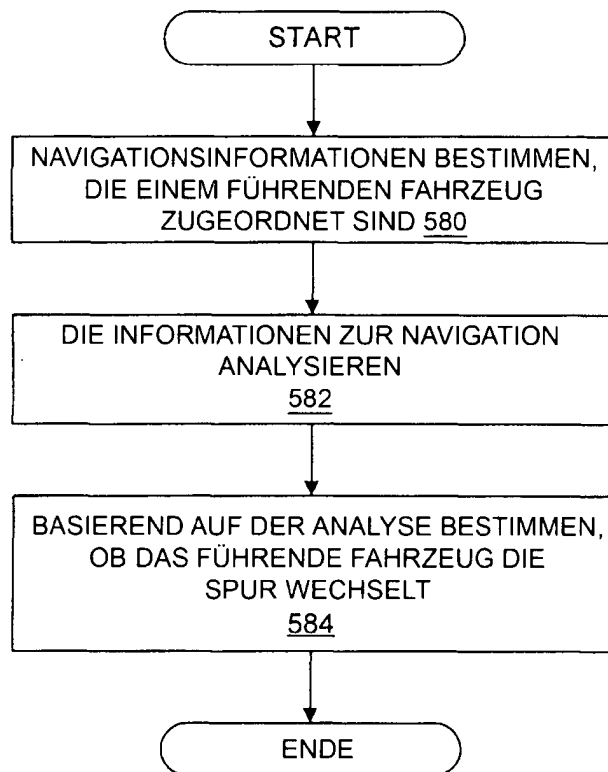 START
NAVIGATIONSINFORMATIONEN BESTIMMEN,
DIE EINEM FÜHRENDEN FAHRZEUG
ZUGEORDNET SIND 580
DIE INFORMATIONEN ZUR NAVIGATION
ANALYSIEREN
582
BASIEREND AUF DER ANALYSE BESTIMMEN,
OB DAS FÜHRENDE FAHRZEUG DIE
SPUR WECHSELT
584
ENDE